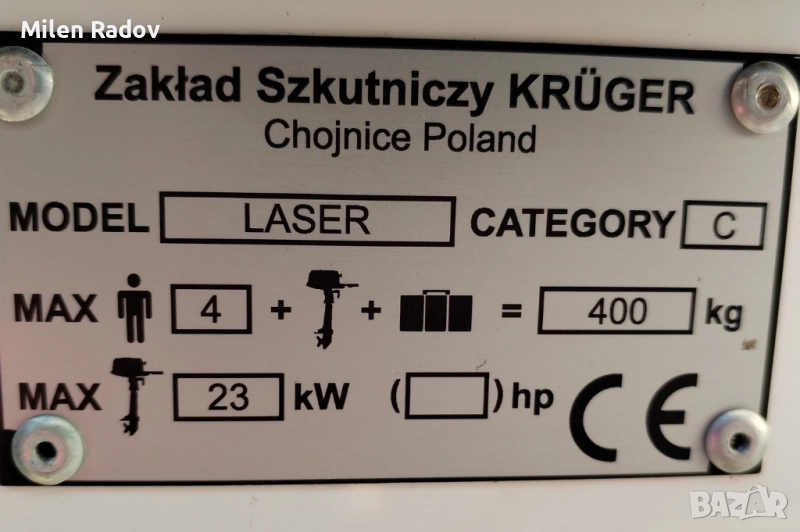 Milen Radov
Zakład Szkutniczy KRÜGER
Chojnice Poland
MODEL LASER CATEGORY C
MAX 4 + + = 400 kg
MAX 23 kW ( ) hp CE
BAZAR